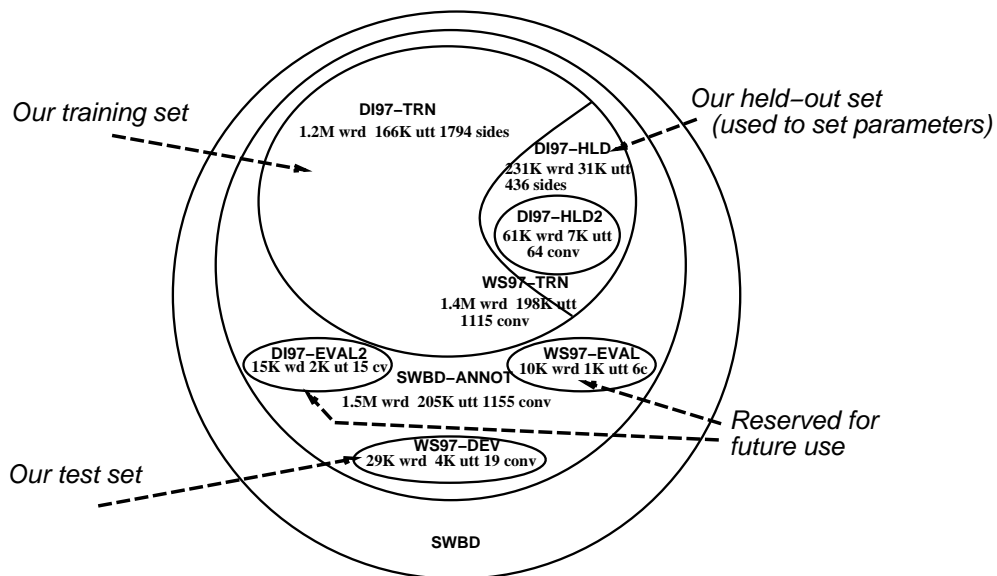 DI97-TRN
1.2M wrd 166K utt 1794 sides
Our training set
Our held-out set
(used to set parameters)
DI97-HLD
231K wrd 31K utt
436 sides
DI97-HLD2
61K wrd 7K utt
64 conv
WS97-TRN
1.4M wrd 198K utt
1115 conv
DI97-EVAL2
15K wd 2K ut 15 cv
WS97-EVAL
10K wrd 1K utt 6c
SWBD-ANNOT
1.5M wrd 205K utt 1155 conv
Reserved for
future use
WS97-DEV
29K wrd 4K utt 19 conv
Our test set
SWBD